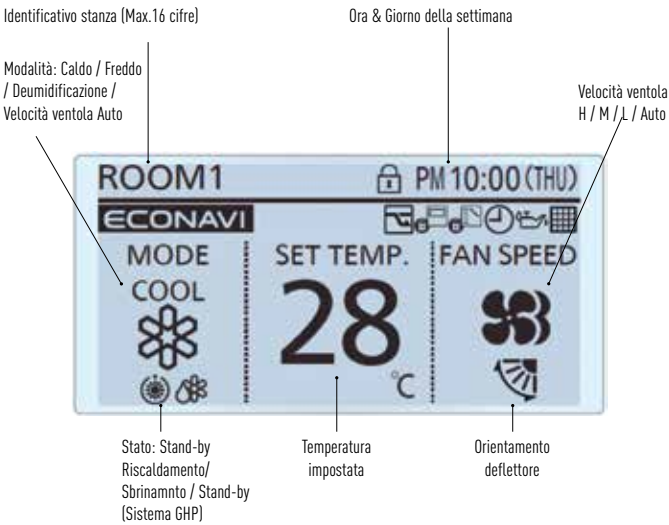 Identificativo stanza (Max.16 cifre)
Ora & Giorno della settimana
Modalità: Caldo / Freddo
/ Deumidificazione /
Velocità ventola Auto
Velocità ventola
H / M / L / Auto
ROOM1 PM 10:00 (THU)
ECONAVI
MODE SET TEMP. FAN SPEED
COOL
28
°C
Stato: Stand-by
Riscaldamento/
Sbrinamnto / Stand-by
(Sistema GHP)
Temperatura
impostata
Orientamento
deflettore